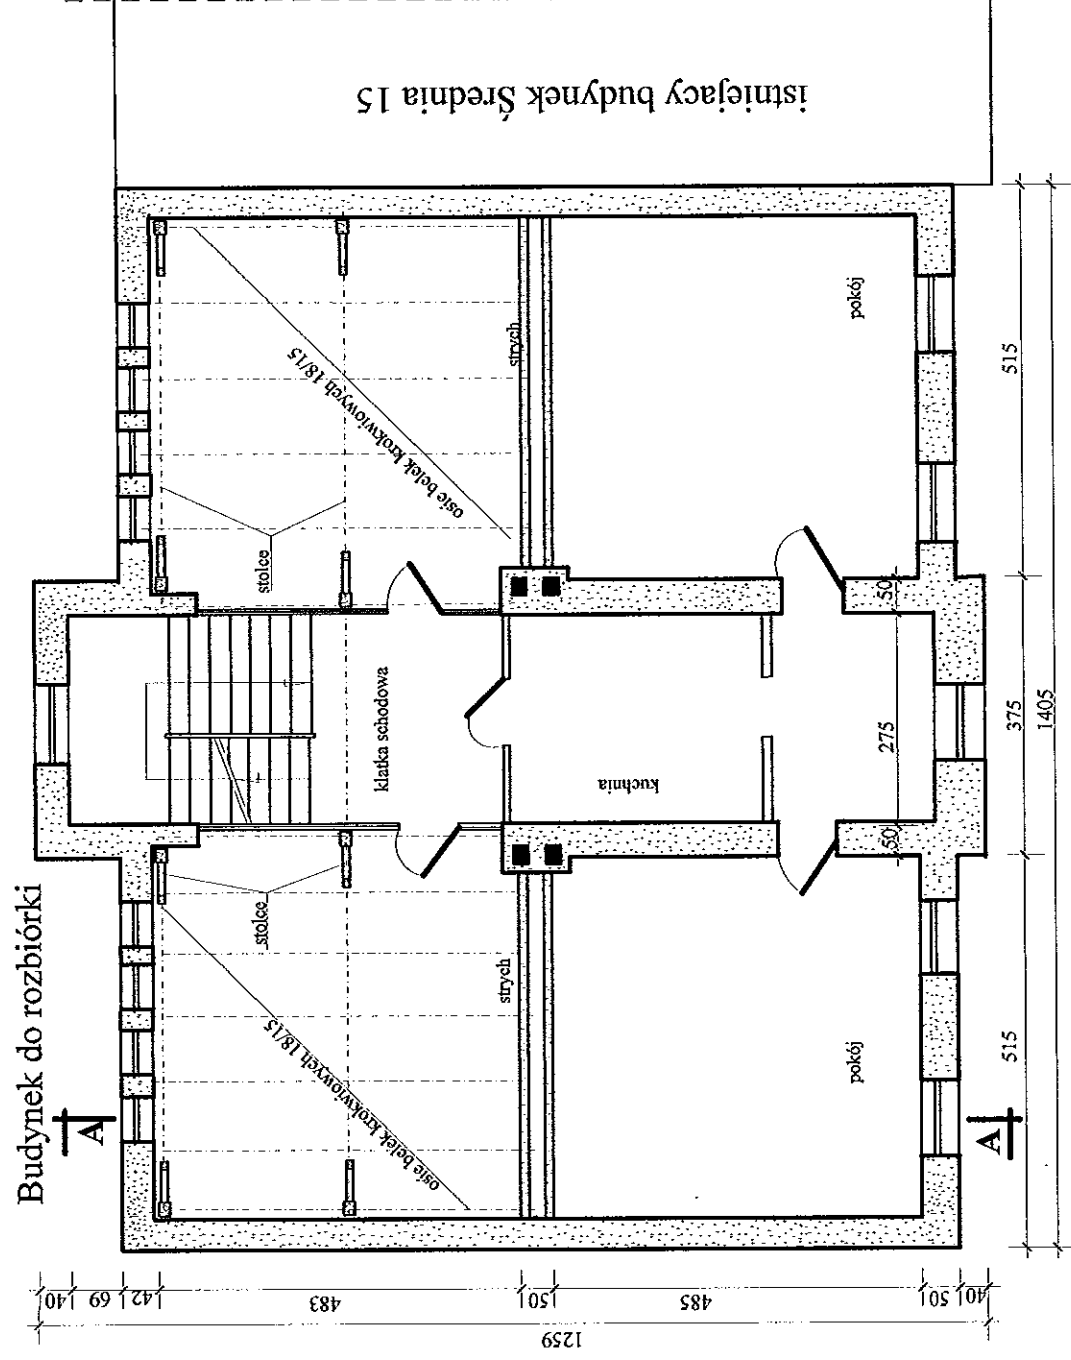 Budynek do rozbiórki
istniejacy budynek Średnia 15
A
A
osie belek krokwiowych 18/15
osie belek krokwiowych 18/15
stolce
stolce
strych
strych
klatka schodowa
kuchnia
pokój
pokój
50
275
50
515
375
515
1405
40
69
42
483
50
485
50
40
1259